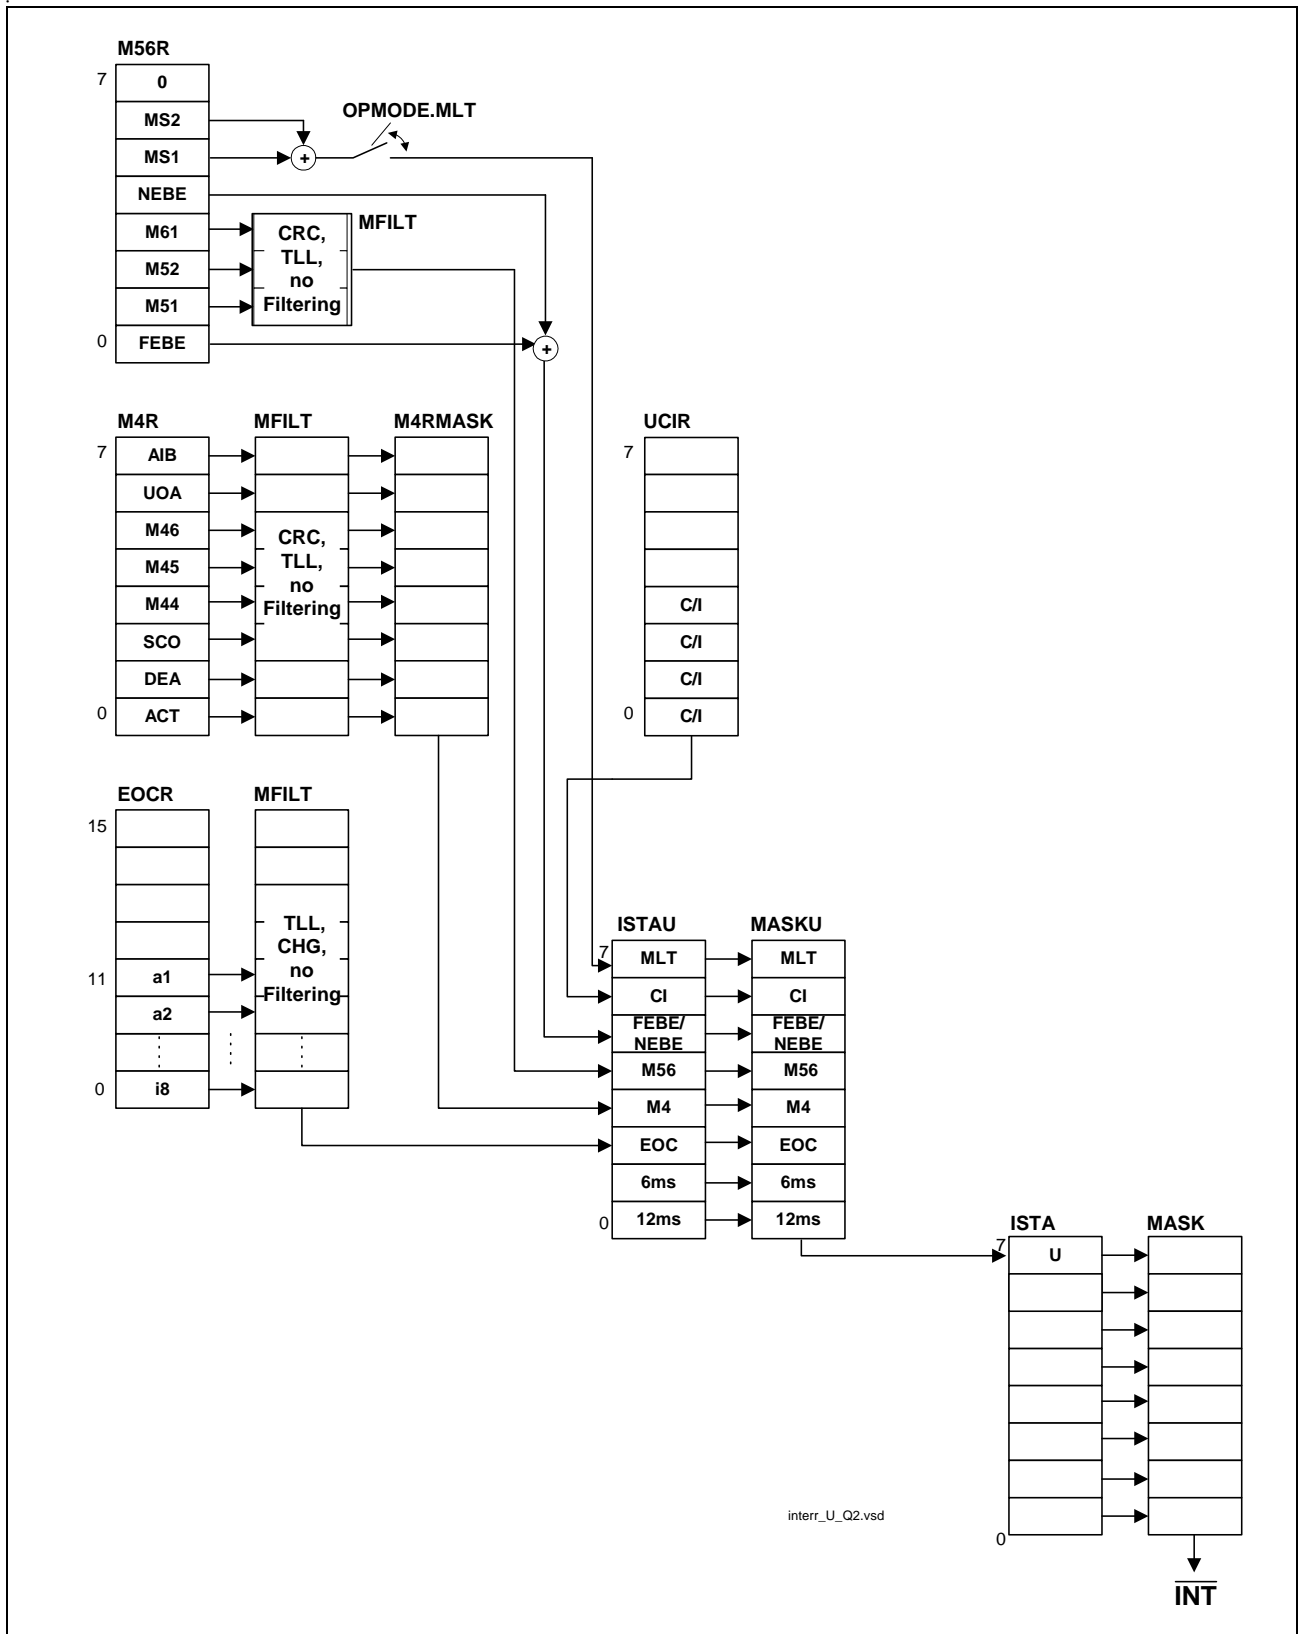 M56R
7
0
MS2
OPMODE.MLT
MS1
+
NEBE
M61
M52
M51
CRC,
TLL,
no
Filtering
MFILT
0
FEBE
+
M4R
MFILT
M4RMASK
UCIR
7
AIB
UOA
M46
M45
M44
SCO
DEA
0
ACT
CRC,
TLL,
no
Filtering
7
C/I
C/I
C/I
0
C/I
EOCR
MFILT
15
11
a1
a2
0
i8
TLL,
CHG,
no
Filtering
ISTAU
MASKU
7
MLT
MLT
CI
CI
FEBE/
NEBE
FEBE/
NEBE
M56
M56
M4
M4
EOC
EOC
6ms
6ms
0
12ms
12ms
ISTA
MASK
7
U
0
interr_U_Q2.vsd
INT